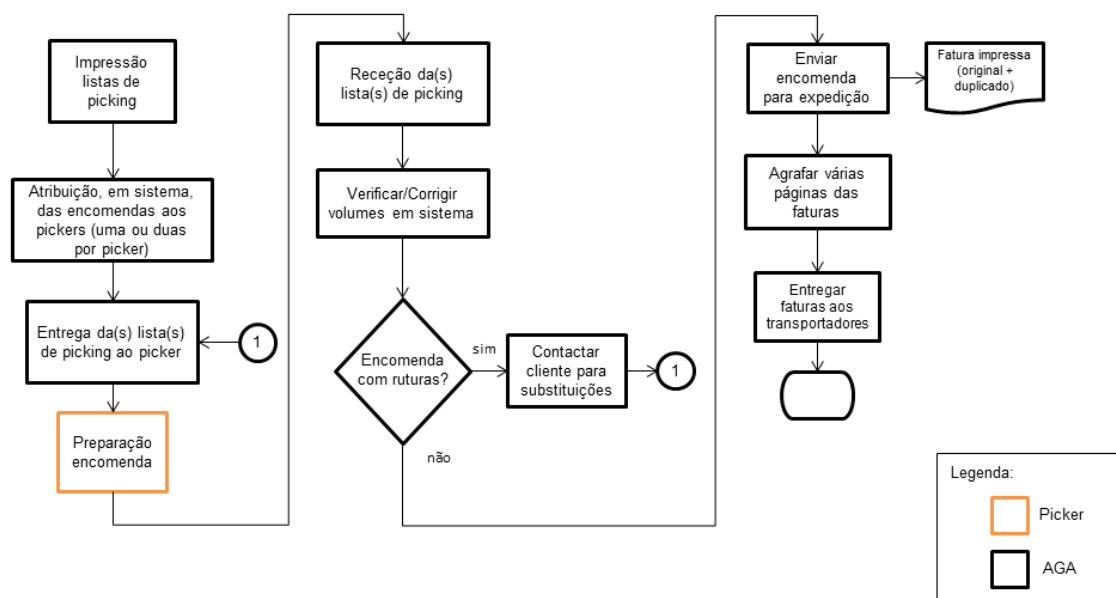 Impressão
listas de
picking
Atribuição, em sistema,
das encomendas aos
pickers (uma ou duas
por picker)
Entrega da(s) lista(s)
de picking ao picker
1
Preparação
encomenda
Receção da(s)
lista(s) de picking
Verificar/Corrigir
volumes em sistema
Encomenda
com ruturas?
sim
não
Contactar
cliente para
substituições
1
Enviar
encomenda
para expedição
Fatura impressa
(original +
duplicado)
Agrafar várias
páginas das
faturas
Entregar
faturas aos
transportadores
Legenda:
Picker
AGA